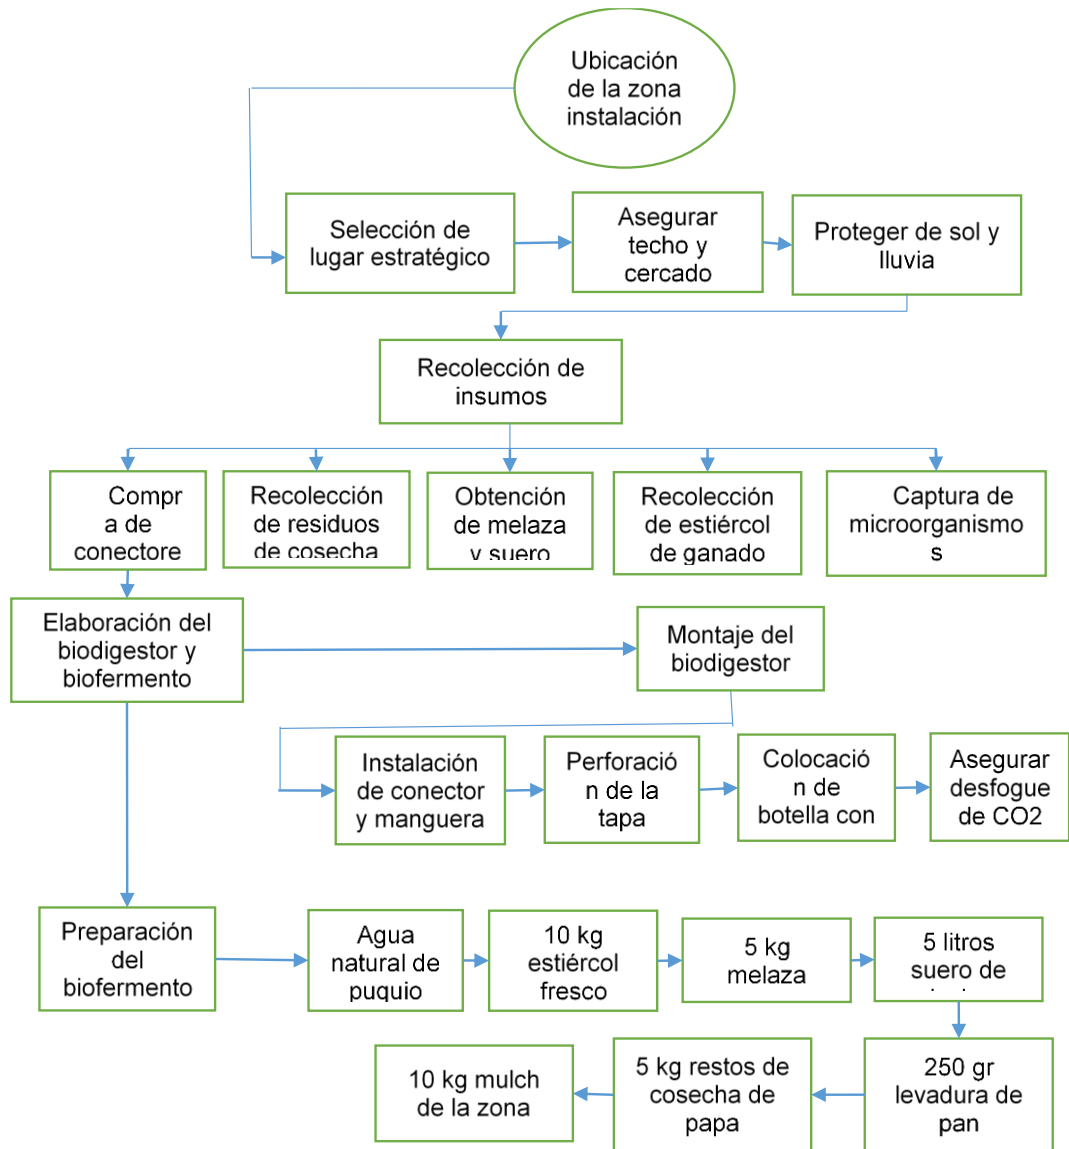 Ubicación
de la zona
instalación
Selección de
lugar estratégico
Asegurar
techo y
cercado
Proteger de sol y
lluvia
Recolección de
insumos
Compr
a de
conectore
Recolección
de residuos
de cosecha
Obtención
de melaza
y suero
Recolección
de estiércol
de ganado
Captura de
microorganismo
s
Elaboración del
biodigestor y
biofermento
Montaje del
biodigestor
Instalación
de conector
y manguera
Perforació
n de la
tapa
Colocació
n de
botella con
Asegurar
desfogue
de CO2
Preparación
del
biofermento
Agua
natural de
puquio
10 kg
estiércol
fresco
5 kg
melaza
5 litros
suero de
250 gr
levadura de
pan
5 kg restos de
cosecha de
papa
10 kg mulch
de la zona